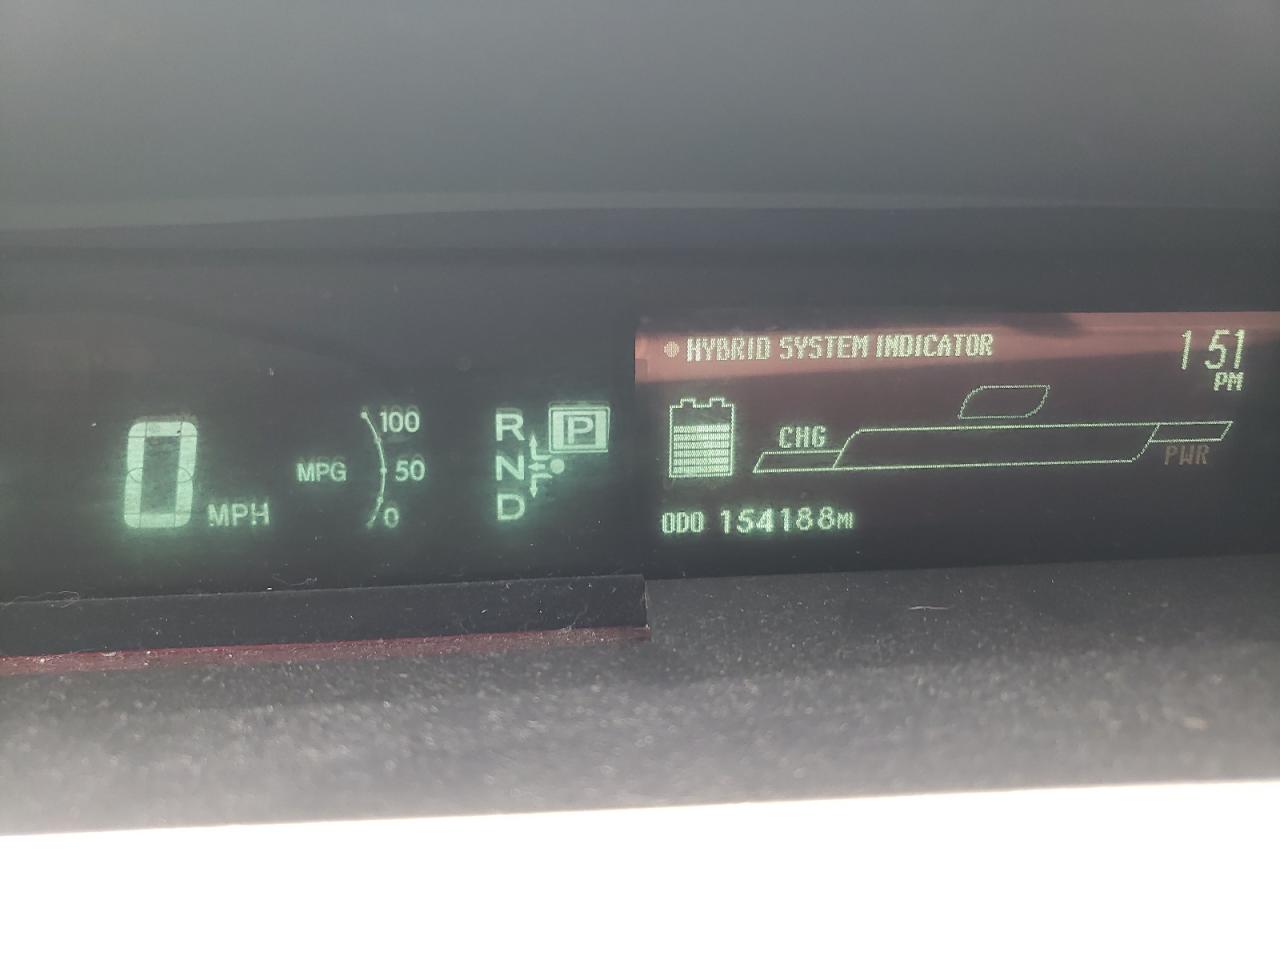 HYBRID SYSTEM INDICATOR
1 51
PM
0 MPH
MPG
100
50
0
R
P
N
D
CHG
PWR
ODO 154188MI